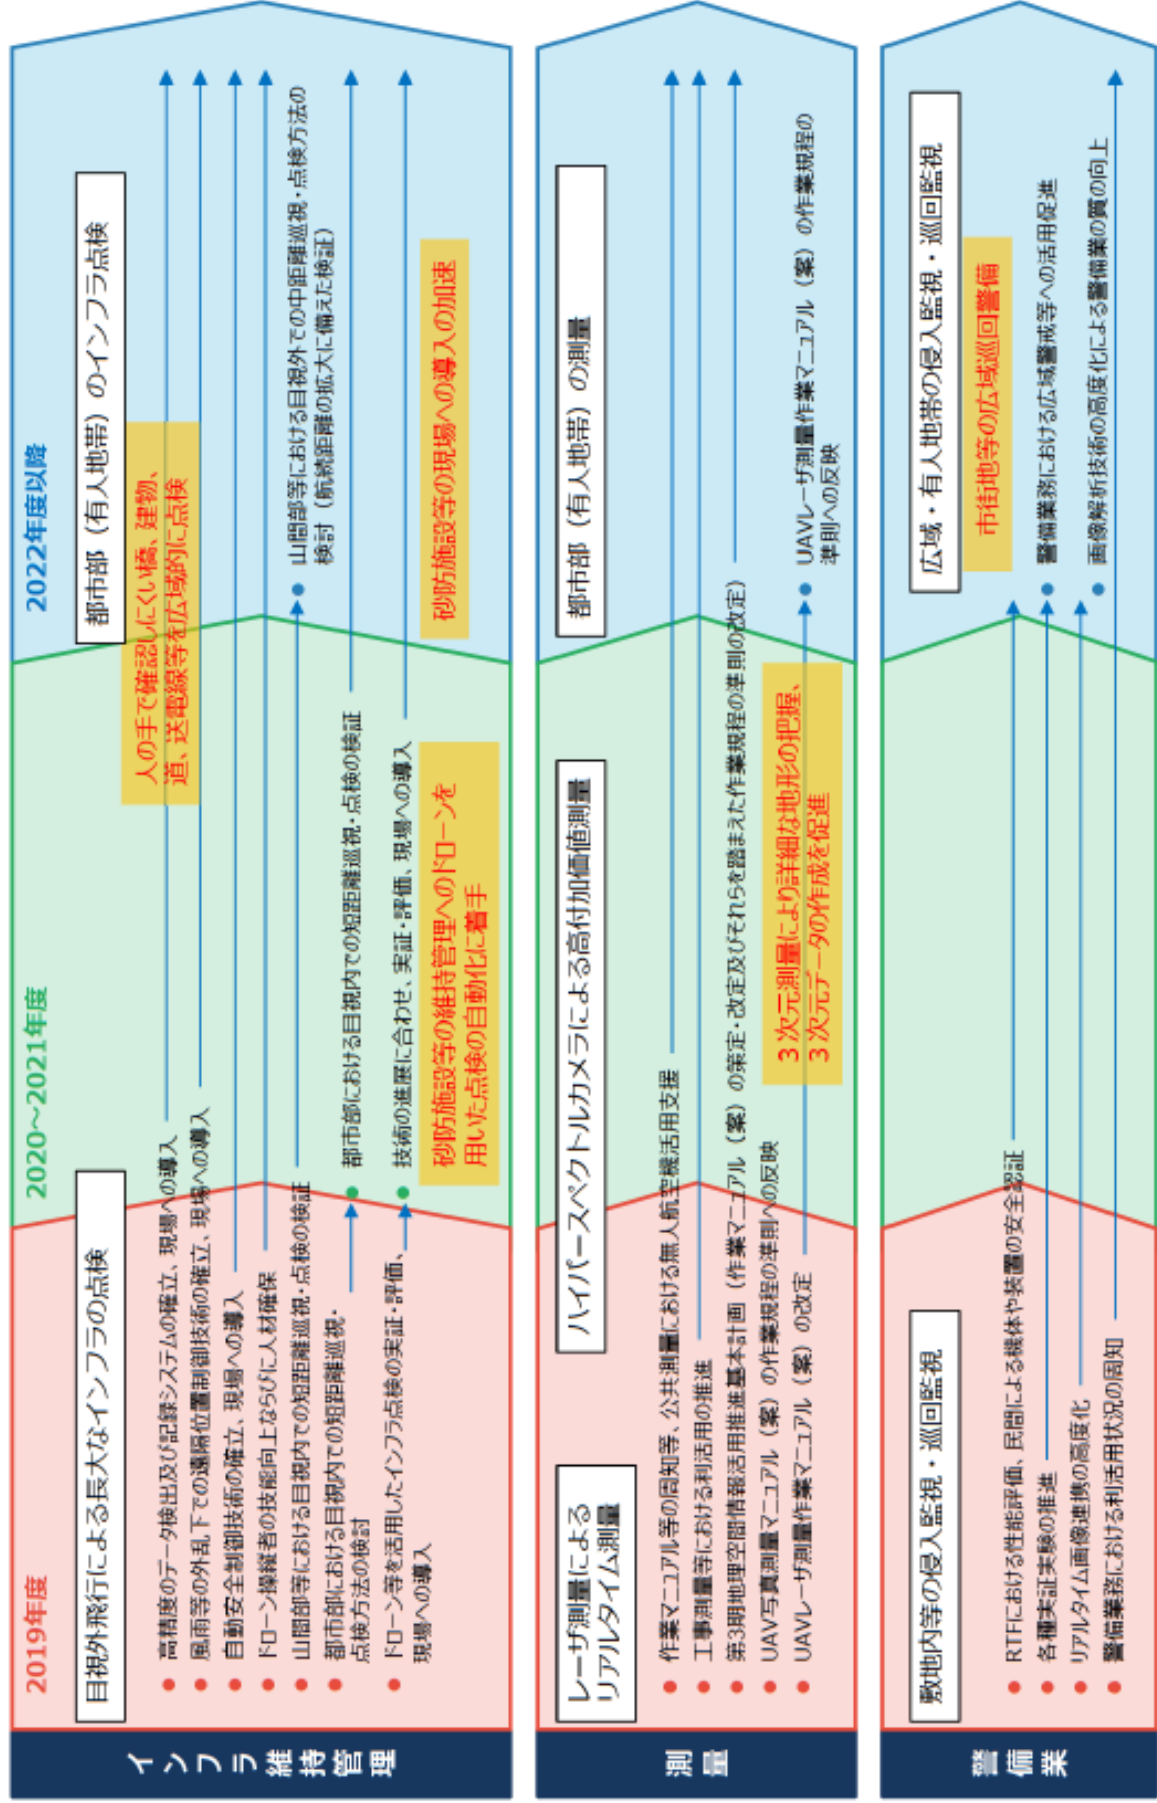 2019年度
2020～2021年度
2022年度以降
インフラ維持管理
目視外飛行による長大なインフラの点検
都市部（有人地帯）のインフラ点検
人の手で確認しにくい橋、建物、
道、送電線等を広域的に点検
高精度のデータ検出及び記録システムの確立、現場への導入
風雨等の外乱下での遠隔位置制御技術の確立、現場への導入
自動安全制御技術の確立、現場への導入
ドローン操縦者の技能向上ならびに人材確保
山間部等における目視内での短距離巡視・点検の検証
山間部等における目視外での中距離巡視・点検方法の
検討（航続距離の拡大に備えた検証）
都市部における目視内での短距離巡視・
点検方法の検討
都市部における目視内での短距離巡視・点検の検証
ドローン等を活用したインフラ点検の実証・評価、
現場への導入
技術の進展に合わせ、実証・評価、現場への導入
砂防施設等の維持管理へのドローンを
用いた点検の自動化に着手
砂防施設等の現場への導入の加速
測量
レーザ測量による
リアルタイム測量
ハイパースペクトルカメラによる高付加価値測量
都市部（有人地帯）の測量
作業マニュアル等の周知等、公共測量における無人航空機活用支援
工事測量等における利活用の推進
第3期地理空間情報活用推進基本計画（作業マニュアル（案）の策定・改定及びそれらを踏まえた作業規程の準則の改定）
UAV写真測量マニュアル（案）の作業規程の準則への反映
UAVレーザ測量作業マニュアル（案）の改定
3次元測量により詳細な地形の把握、
3次元データの作成を促進
UAVレーザ測量作業マニュアル（案）の作業規程の
準則への反映
警備業
敷地内等の侵入監視・巡回監視
広域・有人地帯の侵入監視・巡回監視
市街地等の広域巡回警備
RTFにおける性能評価、民間による機体や装置の安全認証
各種実証実験の推進
警備業務における広域警戒等への活用促進
リアルタイム画像連携の高度化
画像解析技術の高度化による警備業の質の向上
警備業務における利活用状況の周知